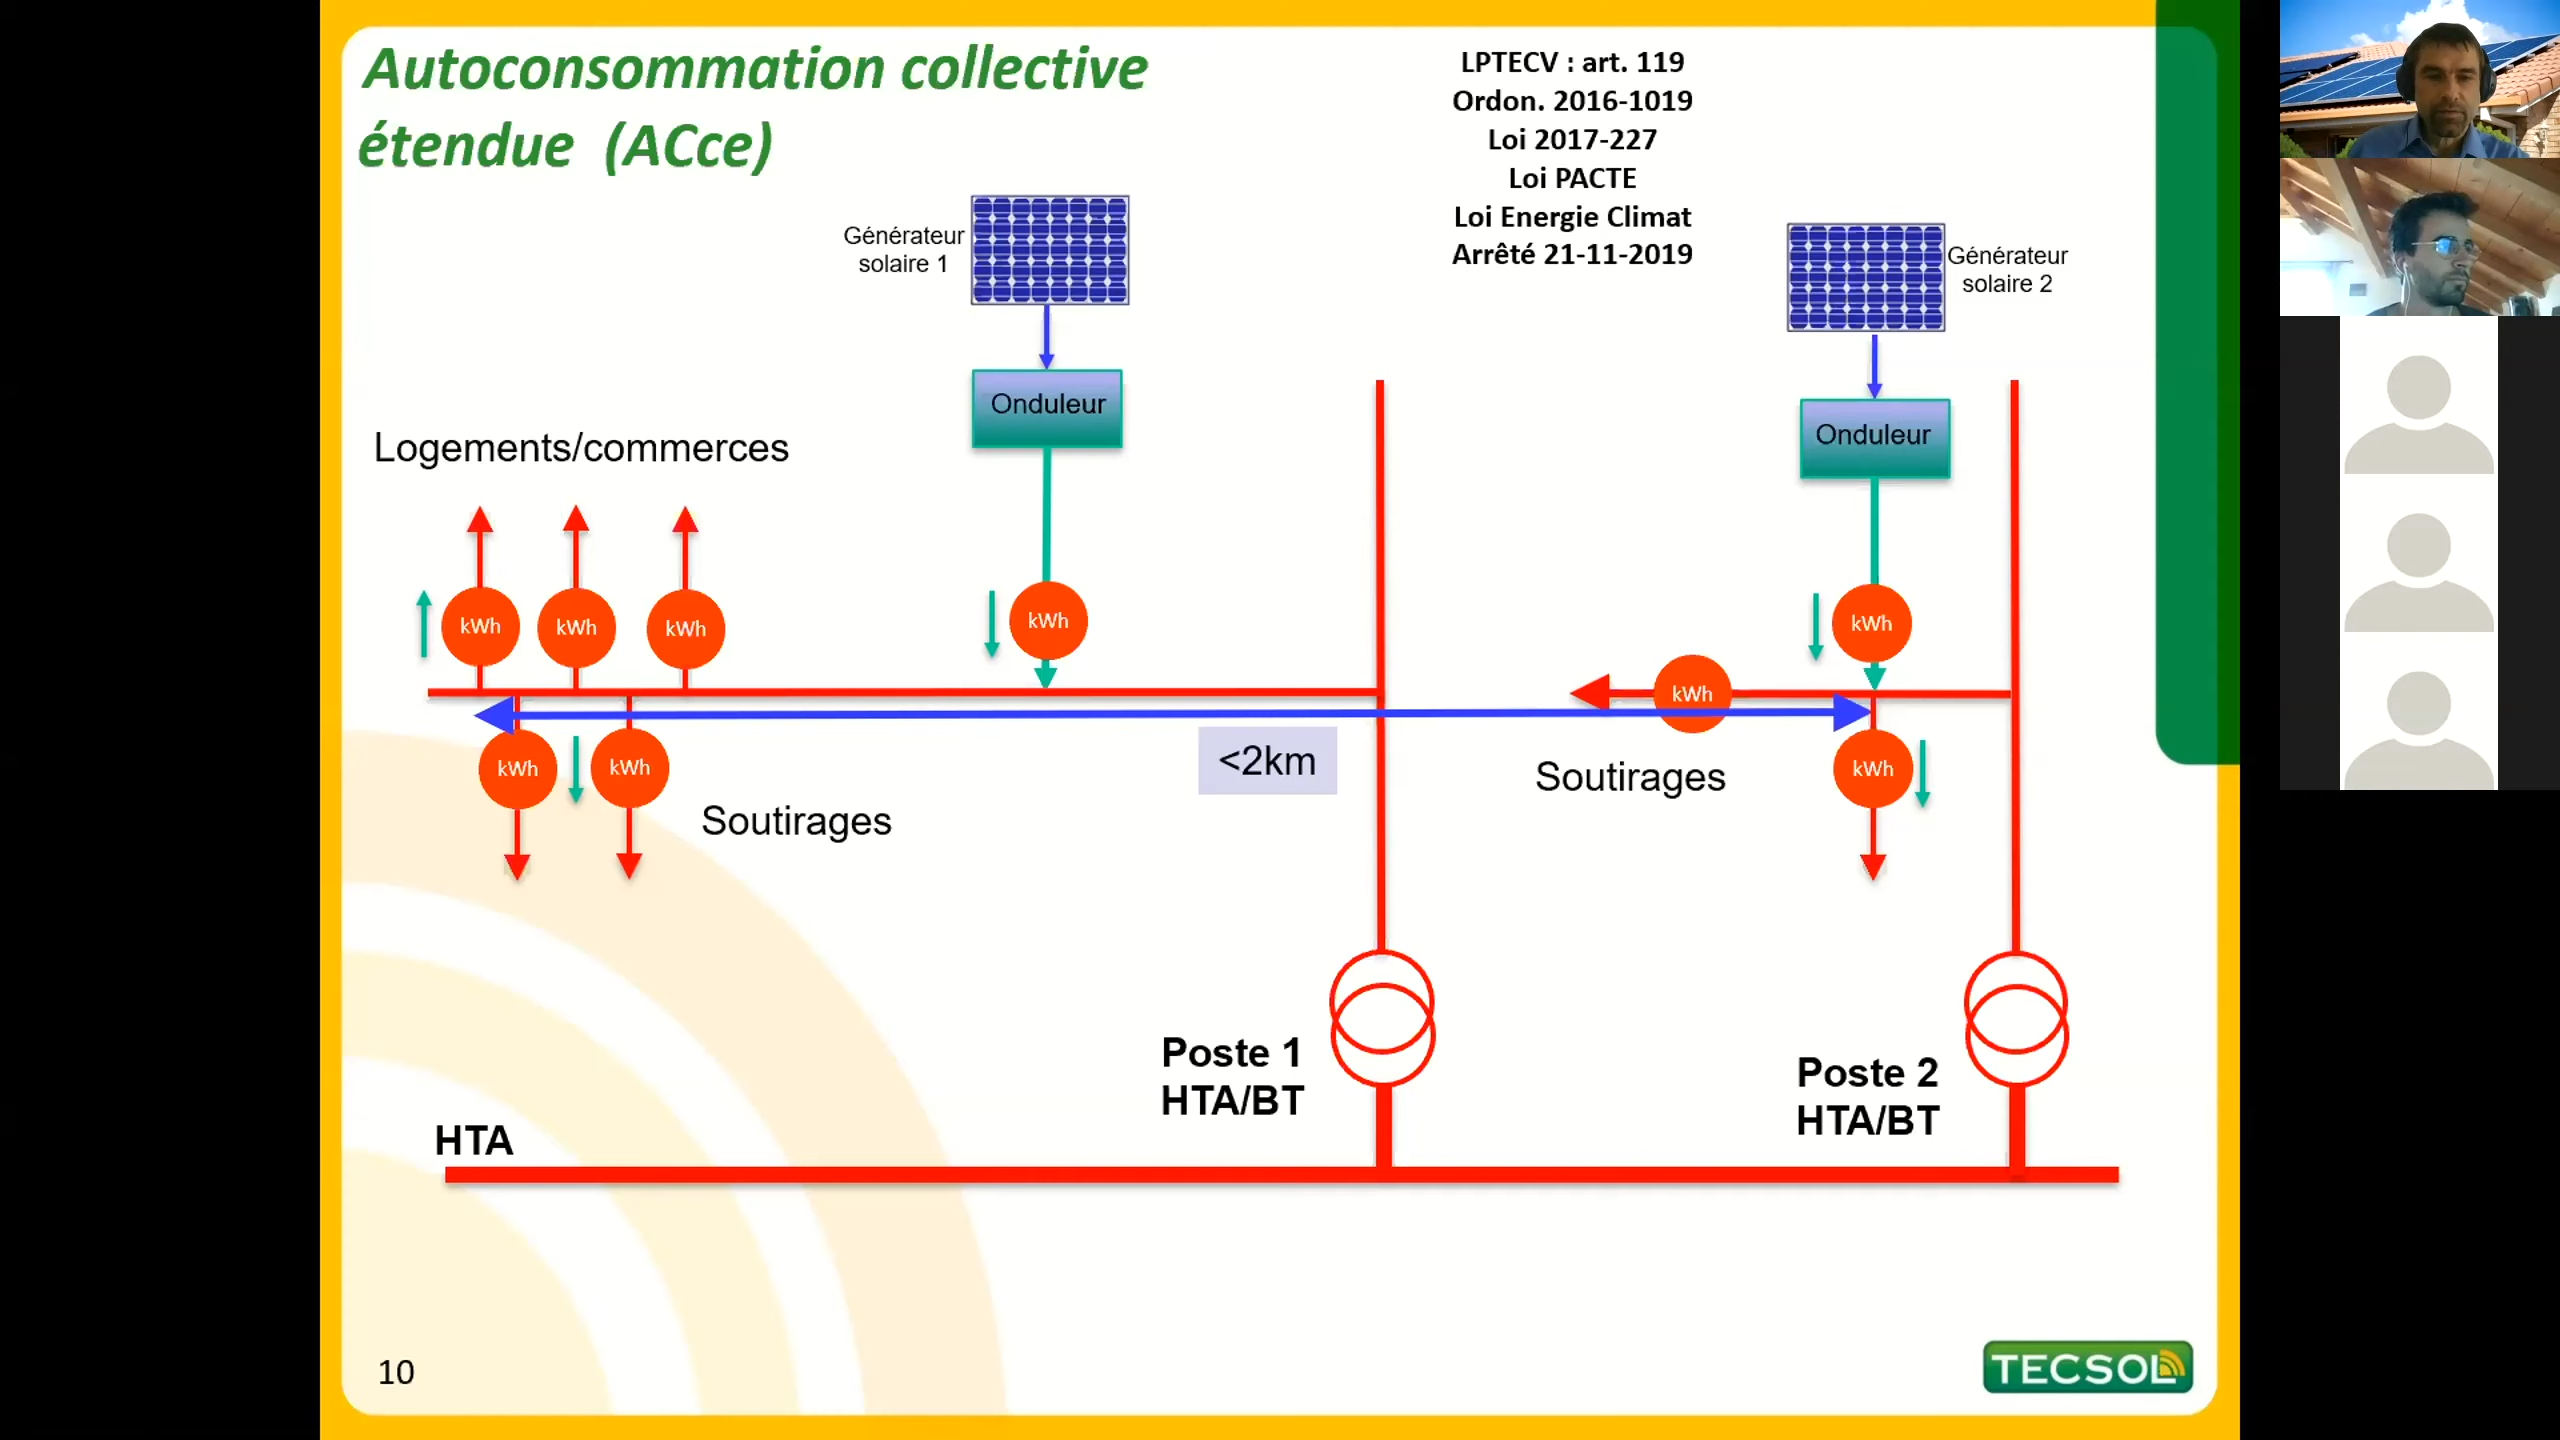 Autoconsommation collective
étendue (ACce)
LPTECV : art. 119
Ordon. 2016-1019
Loi 2017-227
Loi PACTE
Loi Energie Climat
Arrêté 21-11-2019
Générateur
solaire 1
Générateur
solaire 2
Onduleur
Onduleur
Logements/commerces
kWh
kWh
kWh
kWh
kWh
kWh
kWh
kWh
kWh
<2km
Soutirages
Soutirages
Poste 1
HTA/BT
Poste 2
HTA/BT
HTA
10
TECSOL